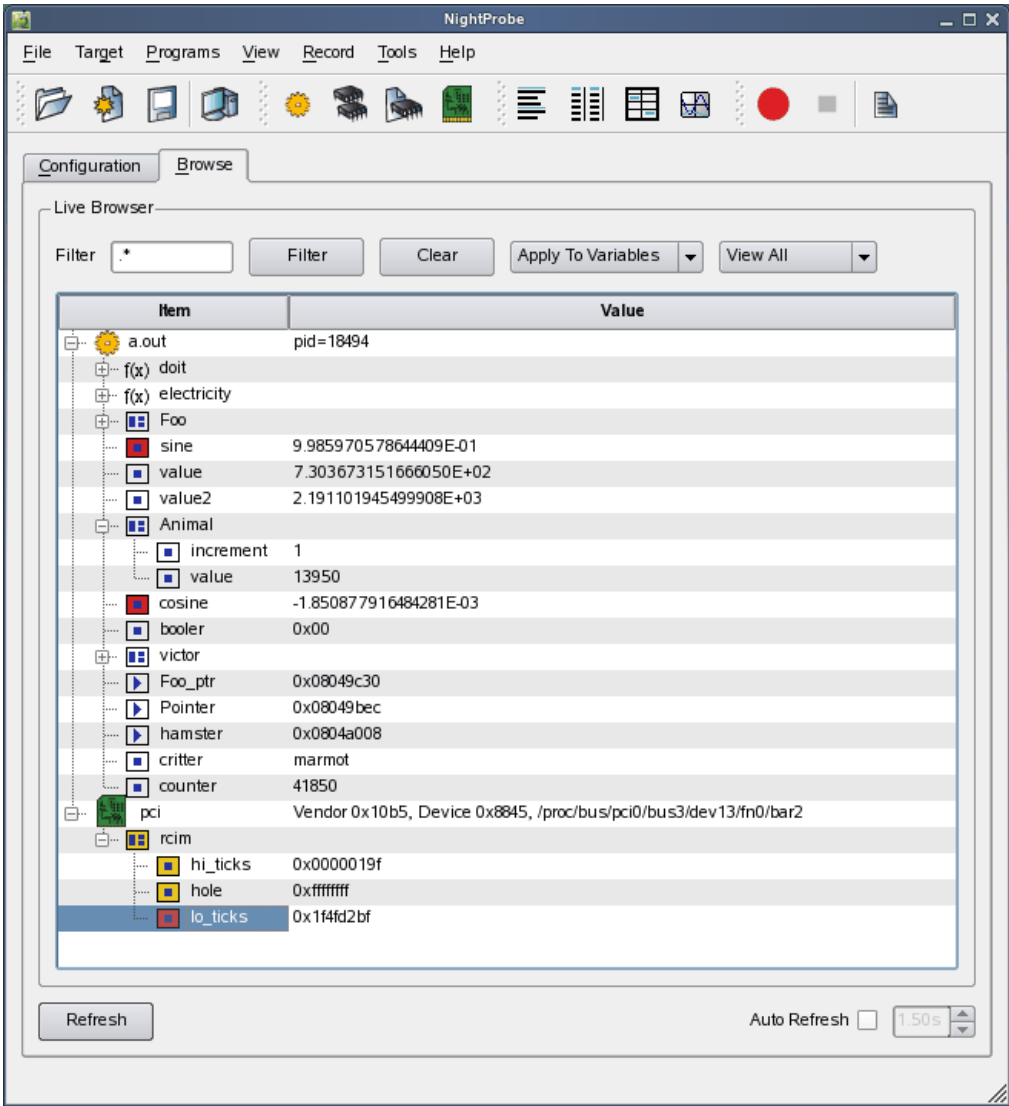 NightProbe
File Target Programs View Record Tools Help
Configuration Browse
Live Browser
Filter .* Filter Clear Apply To Variables View All
Item Value
a.out pid=18494
f(x) doit
f(x) electricity
Foo
sine 9.985970578644409E-01
value 7.303673151666050E+02
value2 2.191101945499908E+03
Animal
increment 1
value 13950
cosine -1.850877916484281E-03
booler 0x00
victor
Foo_ptr 0x08049c30
Pointer 0x08049bec
hamster 0x0804a008
critter marmot
counter 41850
pci Vendor 0x10b5, Device 0x8845, /proc/bus/pci0/bus3/dev13/fn0/bar2
rcim
hi_ticks 0x0000019f
hole 0xffffffff
lo_ticks 0x1f4fd2bf
Refresh Auto Refresh 1.50s